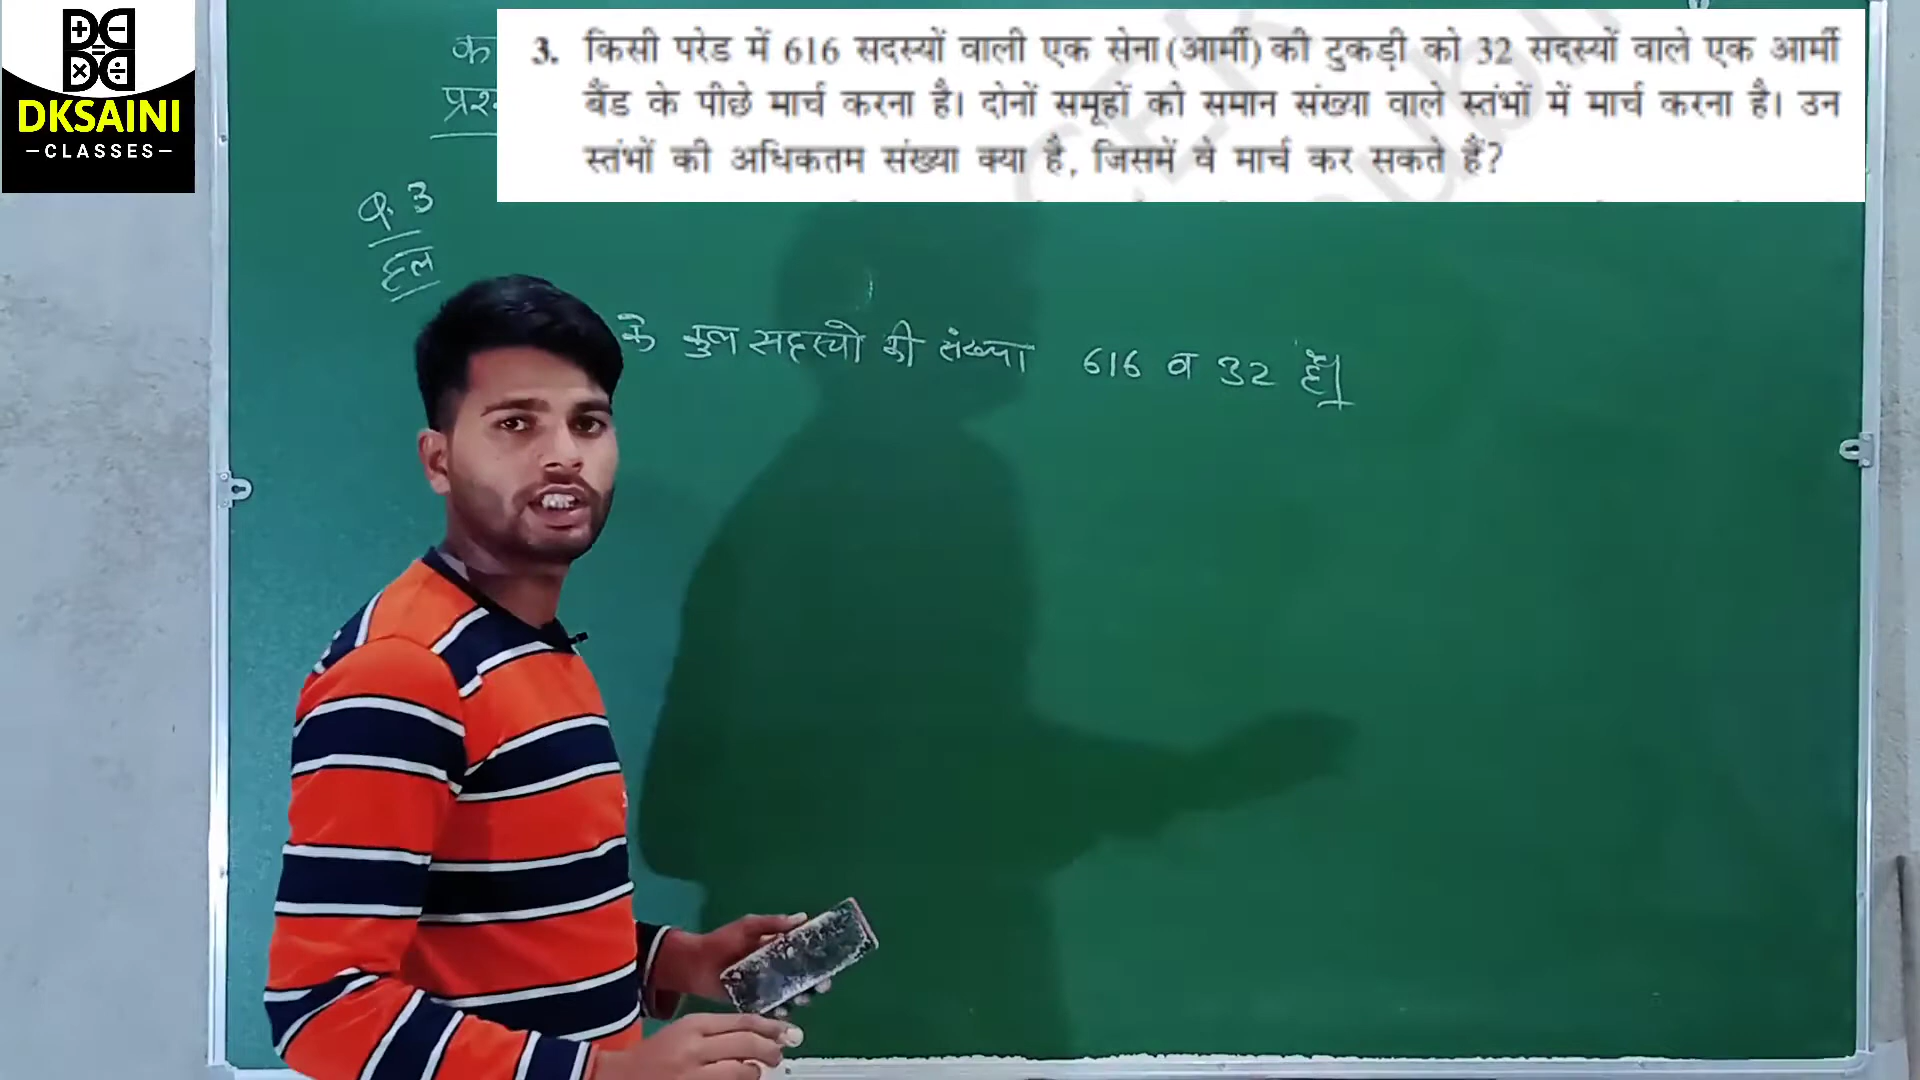 DKSAINI
—CLASSES—
3. किसी परेड में 616 सदस्यों वाली एक सेना (आर्मी) की टुकड़ी को 32 सदस्यों वाले एक आर्मी
बैंड के पीछे मार्च करना है। दोनों समूहों को समान संख्या वाले स्तंभों में मार्च करना है। उन
स्तंभों की अधिकतम संख्या क्या है, जिसमें वे मार्च कर सकते हैं?
Q. 3
हल
के कुल सदस्यो की संख्या 616 व 32 है।